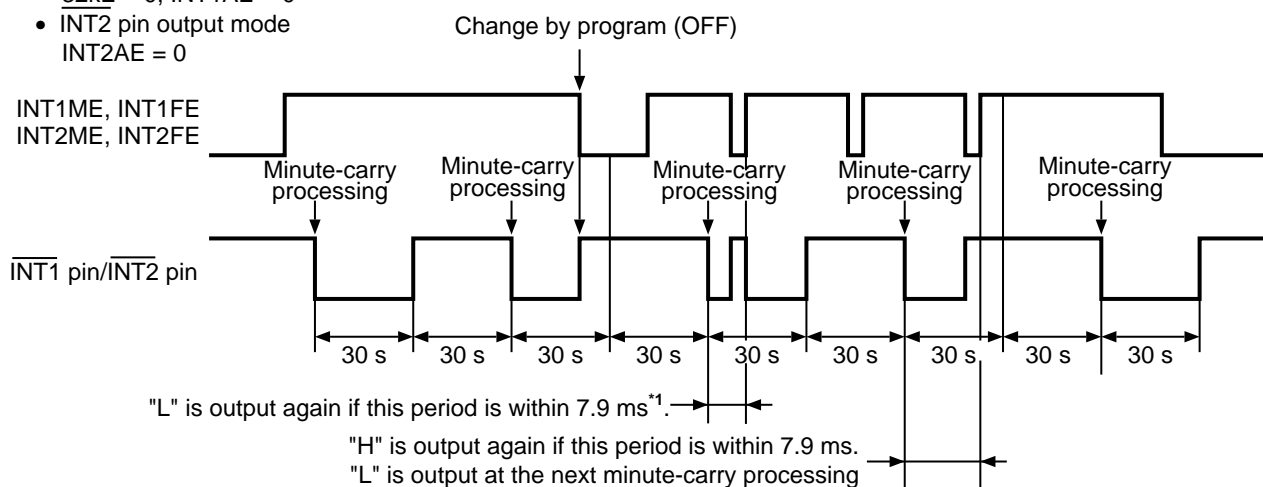 • INT2 pin output mode
INT2AE = 0
Change by program (OFF)
INT1ME, INT1FE
INT2ME, INT2FE
Minute-carry processing
Minute-carry processing
Minute-carry processing
Minute-carry processing
Minute-carry processing
INT1 pin/INT2 pin
30 s 30 s 30 s 30 s 30 s 30 s 30 s 30 s 30 s
"L" is output again if this period is within 7.9 ms*1.
"H" is output again if this period is within 7.9 ms.
"L" is output at the next minute-carry processing